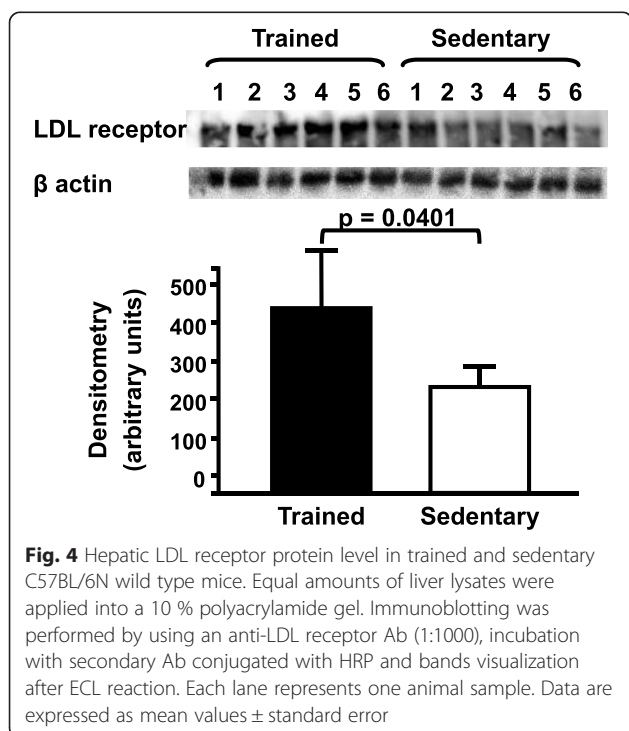 Trained Sedentary
1 2 3 4 5 6 1 2 3 4 5 6
LDL receptor
β actin
p = 0.0401
Densitometry
(arbitrary units)
500
400
300
200
100
0
Trained Sedentary
Fig. 4 Hepatic LDL receptor protein level in trained and sedentary
C57BL/6N wild type mice. Equal amounts of liver lysates were
applied into a 10 % polyacrylamide gel. Immunoblotting was
performed by using an anti-LDL receptor Ab (1:1000), incubation
with secondary Ab conjugated with HRP and bands visualization
after ECL reaction. Each lane represents one animal sample. Data are
expressed as mean values ± standard error